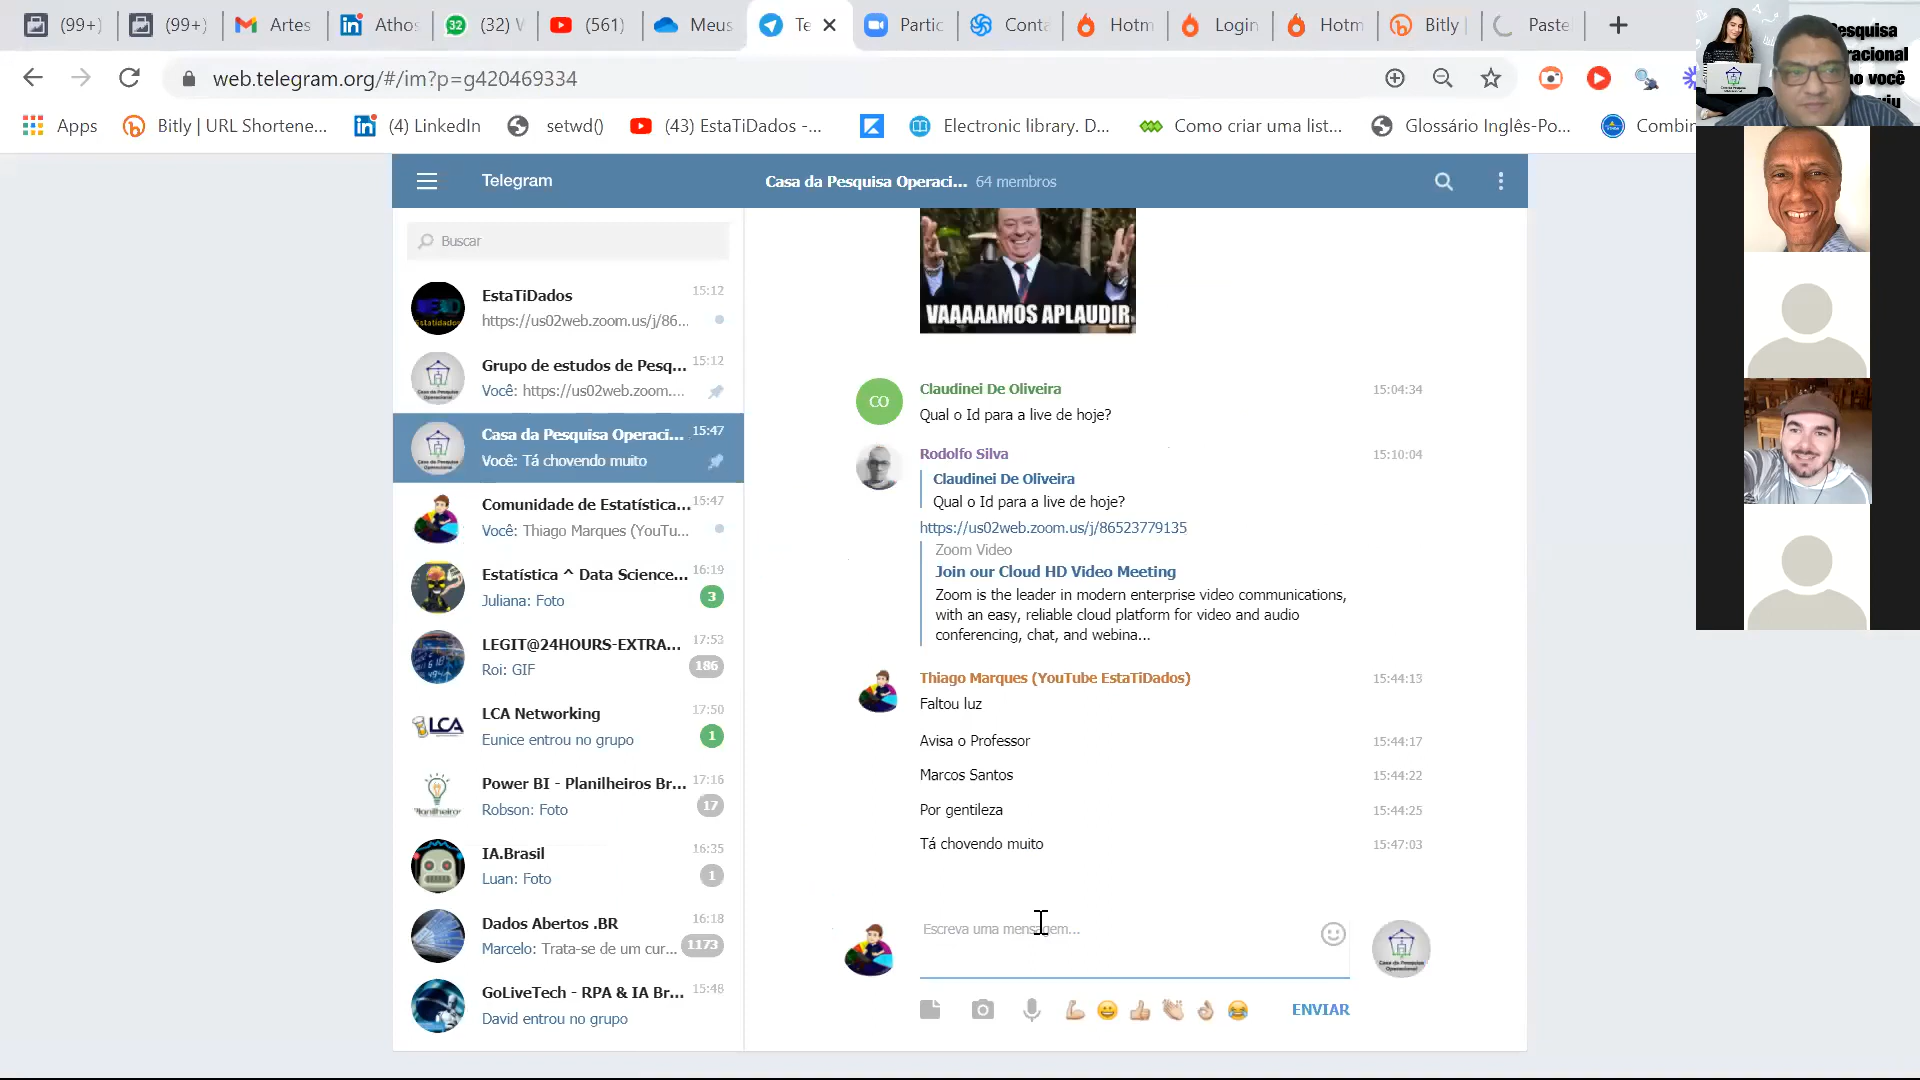 (99+)
(99+)
Artes
Athos
(32)
(561)
Meus
Te
Partic
Conta
Hotm
Login
Hotm
Bitly
Paste
web.telegram.org/#/im?p=g420469334
Apps
Bitly | URL Shortene...
(4) LinkedIn
setwd()
(43) EstaTiDados -...
Electronic library. D...
Como criar uma list...
Glossário Inglês-Po...
Combin
Telegram
Casa da Pesquisa Operaci...
64 membros
Buscar
EstaTiDados
15:12
https://us02web.zoom.us/j/86...
Grupo de estudos de Pesq...
15:12
Você: https://us02web.zoom....
Casa da Pesquisa Operaci...
15:47
Você: Tá chovendo muito
Comunidade de Estatística...
15:47
Você: Thiago Marques (YouTu...
Estatística ^ Data Science...
16:19
Juliana: Foto
3
LEGIT@24HOURS-EXTRA...
17:53
Roi: GIF
186
LCA Networking
17:50
Eunice entrou no grupo
1
Power BI - Planilheiros Br...
17:16
Robson: Foto
17
IA.Brasil
16:35
Luan: Foto
1
Dados Abertos .BR
16:18
Marcelo: Trata-se de um cur...
1173
GoLiveTech - RPA & IA Br...
15:48
David entrou no grupo
VAAAAAMOS APLAUDIR
CO
Claudinei De Oliveira
15:04:34
Qual o Id para a live de hoje?
Rodolfo Silva
15:10:04
Claudinei De Oliveira
Qual o Id para a live de hoje?
https://us02web.zoom.us/j/86523779135
Zoom Video
Join our Cloud HD Video Meeting
Zoom is the leader in modern enterprise video communications,
with an easy, reliable cloud platform for video and audio
conferencing, chat, and webina...
Thiago Marques (YouTube EstaTiDados)
15:44:13
Faltou luz
Avisa o Professor
15:44:17
Marcos Santos
15:44:22
Por gentileza
15:44:25
Tá chovendo muito
15:47:03
Escreva uma mensagem...
ENVIAR
LCA